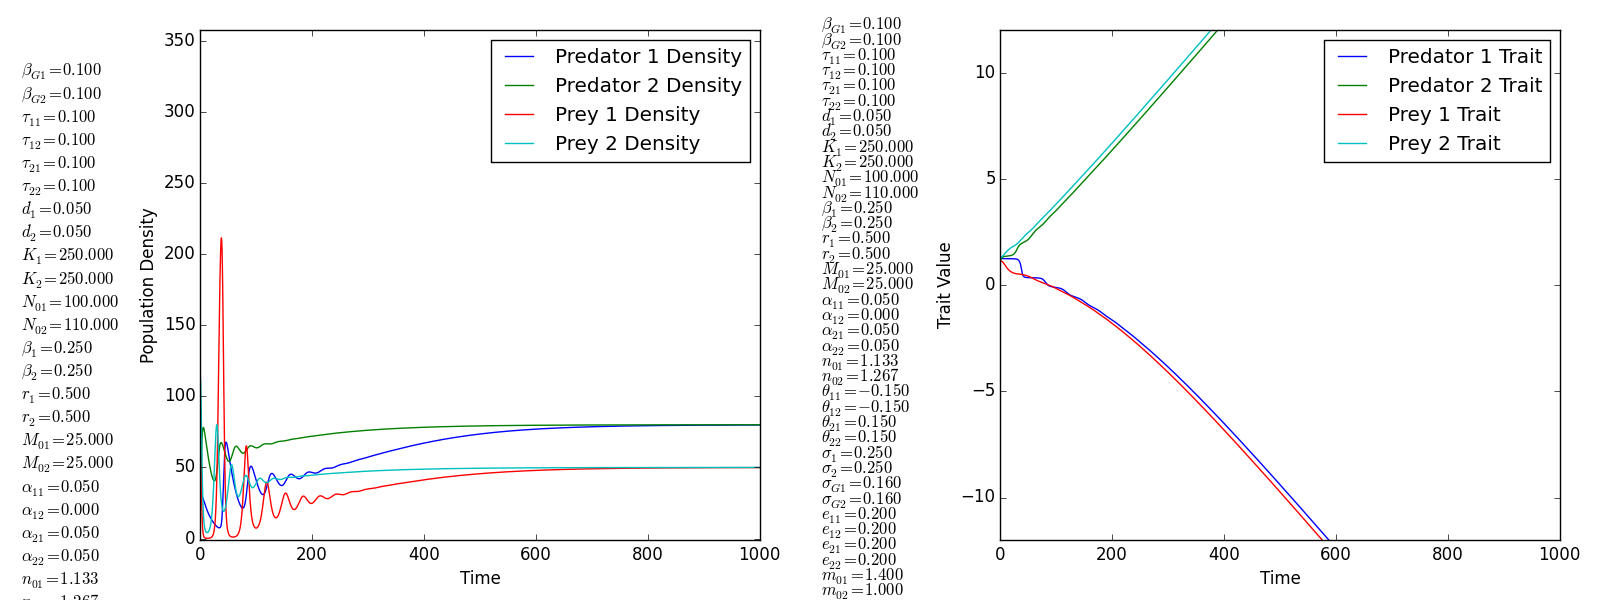 β_G1=0.100
β_G2=0.100
τ_11=0.100
τ_12=0.100
τ_21=0.100
τ_22=0.100
d_1=0.050
d_2=0.050
K_1=250.000
K_2=250.000
N_01=100.000
N_02=110.000
β_1=0.250
β_2=0.250
r_1=0.500
r_2=0.500
M_01=25.000
M_02=25.000
α_11=0.050
α_12=0.000
α_21=0.050
α_22=0.050
n_01=1.133
Population Density
350
300
250
200
150
100
50
0
0 200 400 600 800 1000
Time
Predator 1 Density
Predator 2 Density
Prey 1 Density
Prey 2 Density
β_G1=0.100
β_G2=0.100
τ_11=0.100
τ_12=0.100
τ_21=0.100
τ_22=0.100
d_1=0.050
d_2=0.050
K_1=250.000
K_2=250.000
N_01=100.000
N_02=110.000
β_1=0.250
β_2=0.250
r_1=0.500
r_2=0.500
M_01=25.000
M_02=25.000
α_11=0.050
α_12=0.000
α_21=0.050
α_22=0.050
n_01=1.133
n_02=1.267
θ_11=−0.150
θ_12=−0.150
θ_21=0.150
θ_22=0.150
σ_1=0.250
σ_2=0.250
σ_G1=0.160
σ_G2=0.160
e_11=0.200
e_12=0.200
e_21=0.200
e_22=0.200
m_01=1.400
m_02=1.000
Trait Value
10
5
0
−5
−10
0 200 400 600 800 1000
Time
Predator 1 Trait
Predator 2 Trait
Prey 1 Trait
Prey 2 Trait